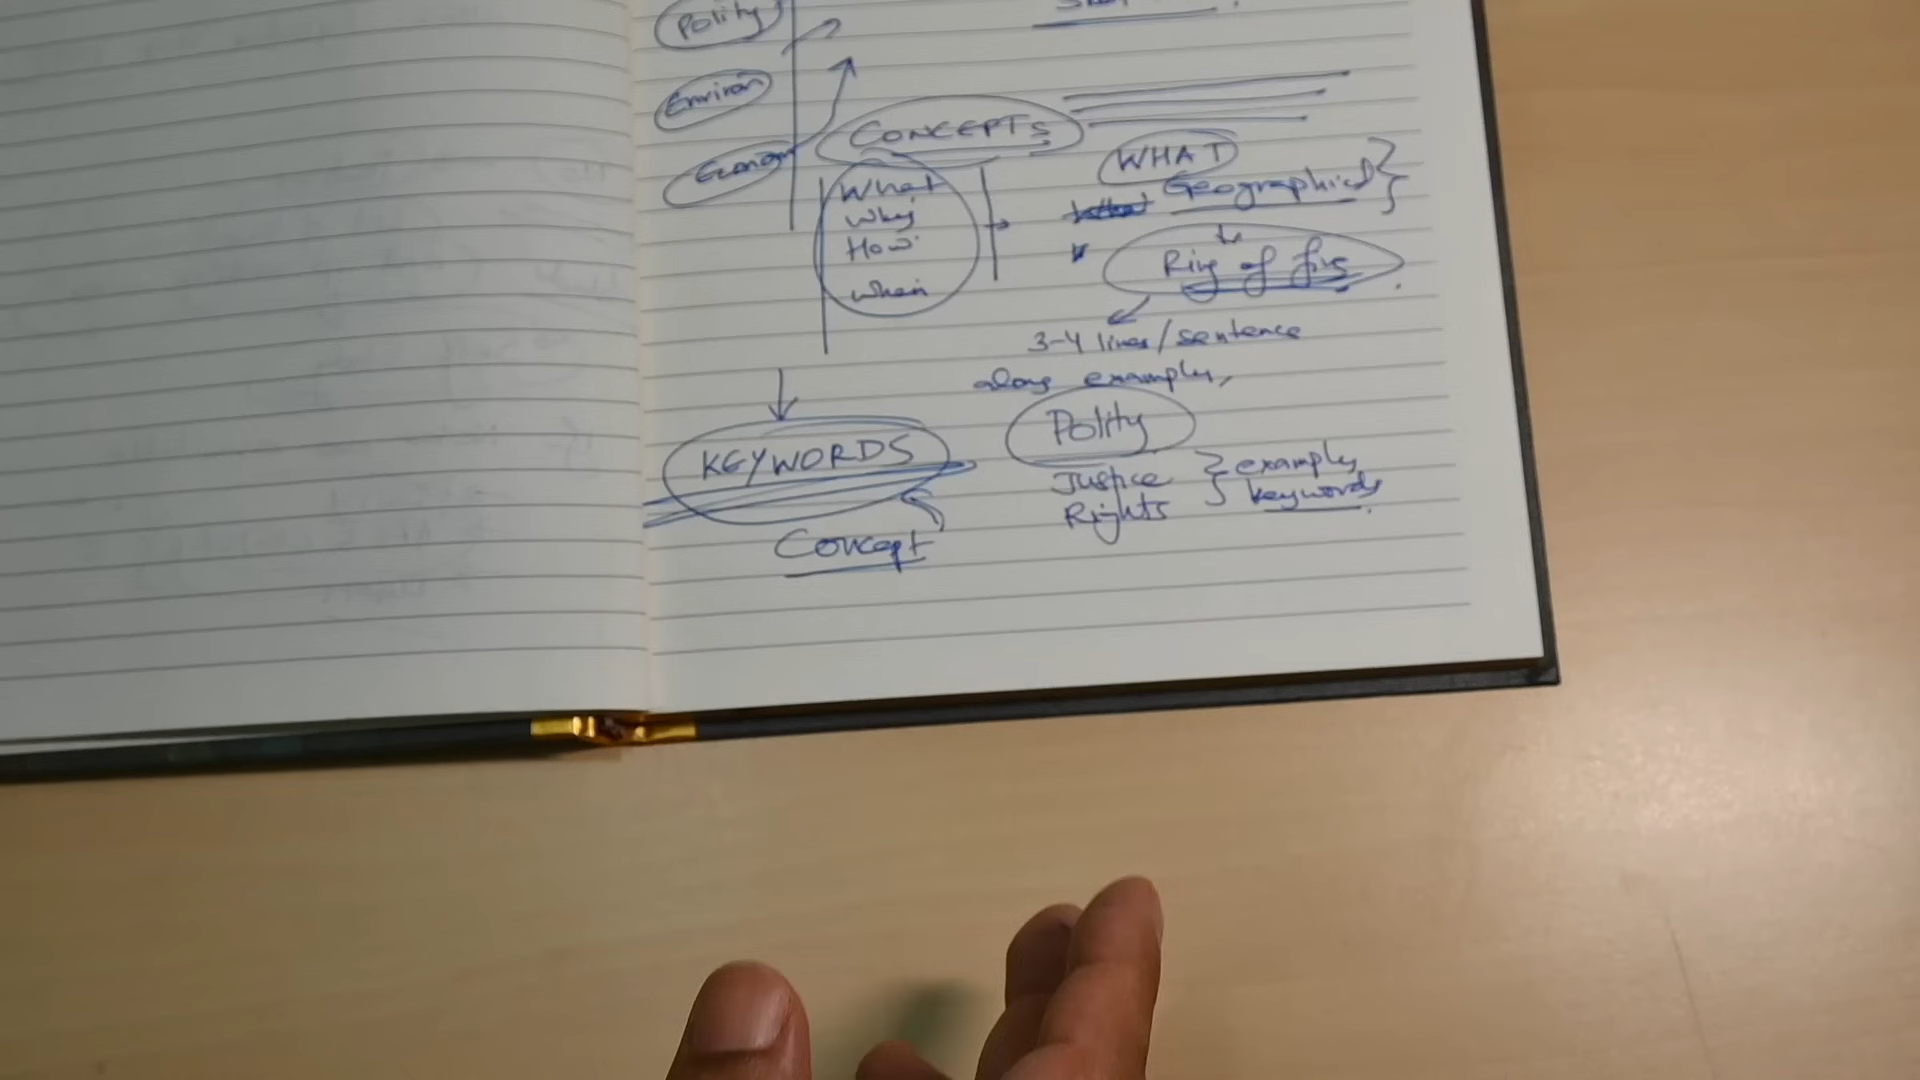 Polity
Environ
Economy
CONCEPTS
What
Why
How
when
WHAT
Geographical
Ring of fire
3-4 lines/sentence
along examples,
KEYWORDS
Concept
Polity
Justice
Rights
examples
keywords